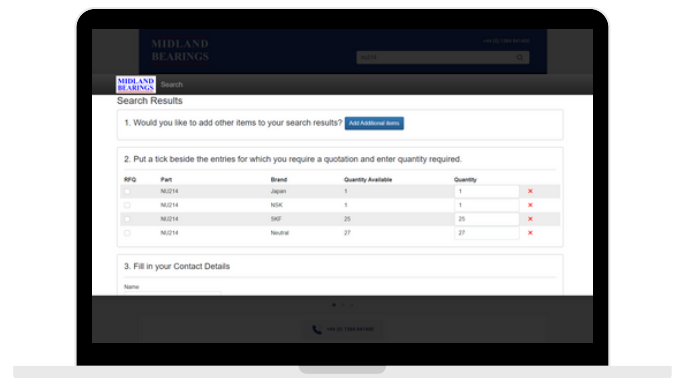 MIDLAND
BEARINGS
NU214
MIDLAND
BEARINGS
Search
Search Results
1. Would you like to add other items to your search results? Add Additional Items
2. Put a tick beside the entries for which you require a quotation and enter quantity required.
RFQ Part Brand Quantity Available Quantity
NU214 Japan 1 1
NU214 NSK 1 1
NU214 SKF 25 25
NU214 Neutral 27 27
3. Fill in your Contact Details
Name